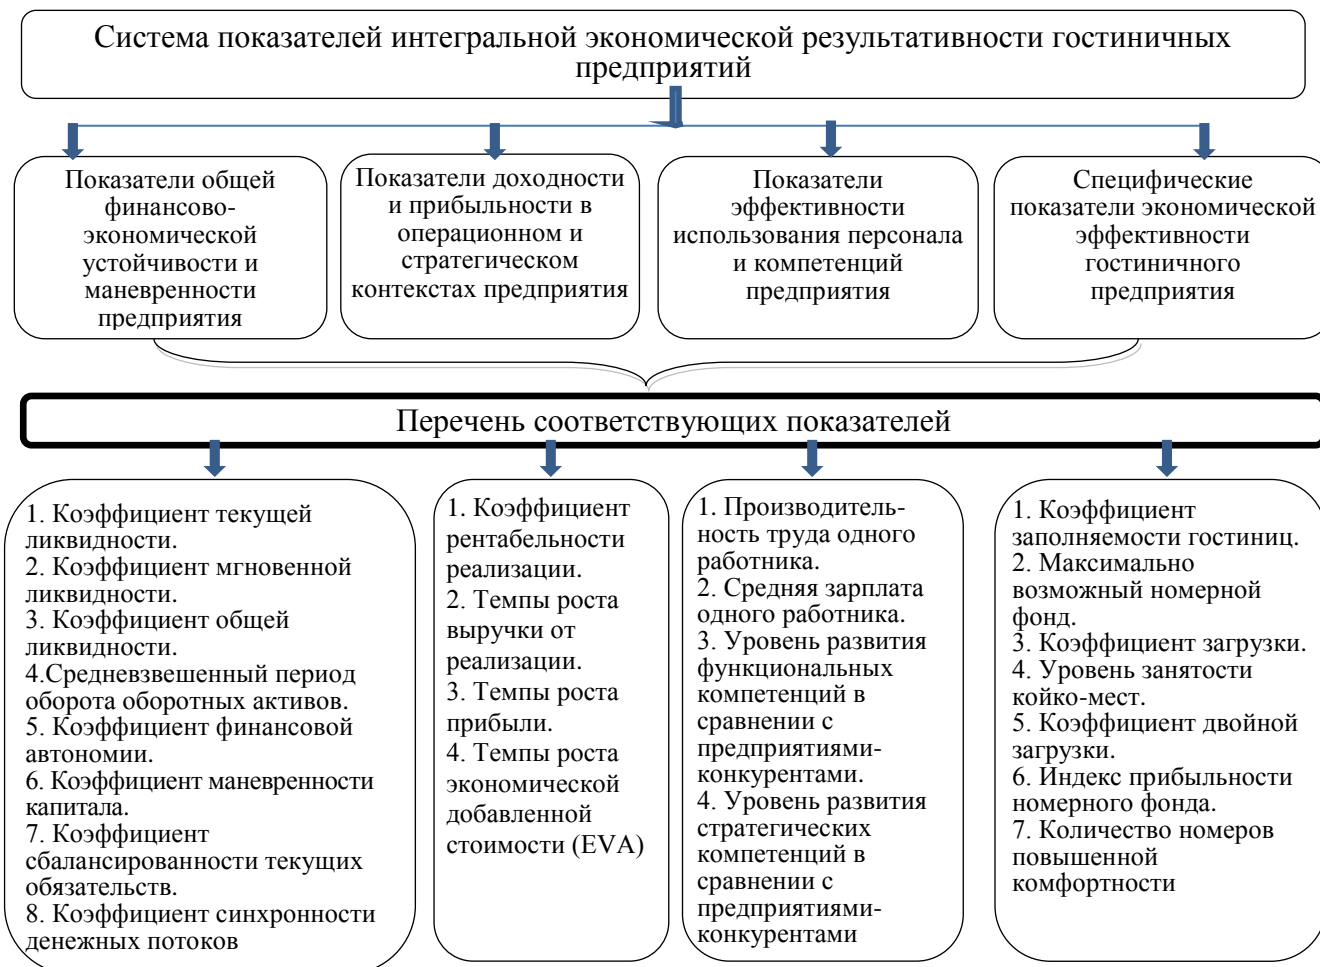 Система показателей интегральной экономической результативности гостиничных
предприятий
Показатели общей
финансово-
экономической
устойчивости и
маневренности
предприятия
Показатели доходности
и прибыльности в
операционном и
стратегическом
контекстах предприятия
Показатели
эффективности
использования персонала
и компетенций
предприятия
Специфические
показатели экономической
эффективности
гостиничного
предприятия
Перечень соответствующих показателей
1. Коэффициент текущей
ликвидности.
2. Коэффициент мгновенной
ликвидности.
3. Коэффициент общей
ликвидности.
4.Средневзвешенный период
оборота оборотных активов.
5. Коэффициент финансовой
автономии.
6. Коэффициент маневренности
капитала.
7. Коэффициент
сбалансированности текущих
обязательств.
8. Коэффициент синхронности
денежных потоков
1. Коэффициент
рентабельности
реализации.
2. Темпы роста
выручки от
реализации.
3. Темпы роста
прибыли.
4. Темпы роста
экономической
добавленной
стоимости (EVA)
1. Производитель-
ность труда одного
работника.
2. Средняя зарплата
одного работника.
3. Уровень развития
функциональных
компетенций в
сравнении с
предприятиями-
конкурентами.
4. Уровень развития
стратегических
компетенций в
сравнении с
предприятиями-
конкурентами
1. Коэффициент
заполняемости гостиниц.
2. Максимально
возможный номерной
фонд.
3. Коэффициент загрузки.
4. Уровень занятости
койко-мест.
5. Коэффициент двойной
загрузки.
6. Индекс прибыльности
номерного фонда.
7. Количество номеров
повышенной
комфортности